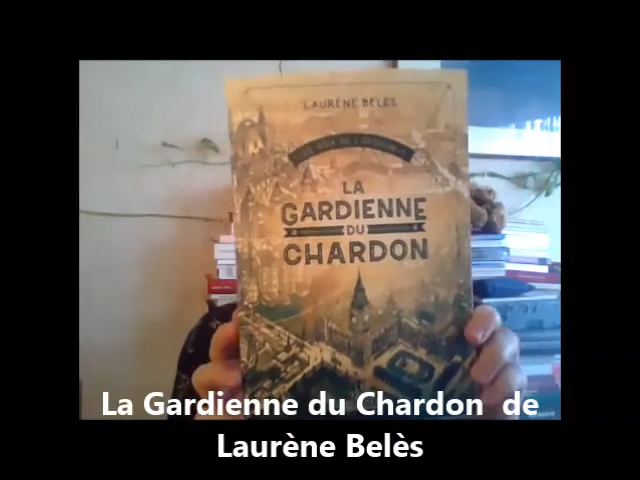 LAURÈNE BELÈS
LA
GARDIENNE
DU
CHARDON
La Gardienne du Chardon de
Laurène Belès